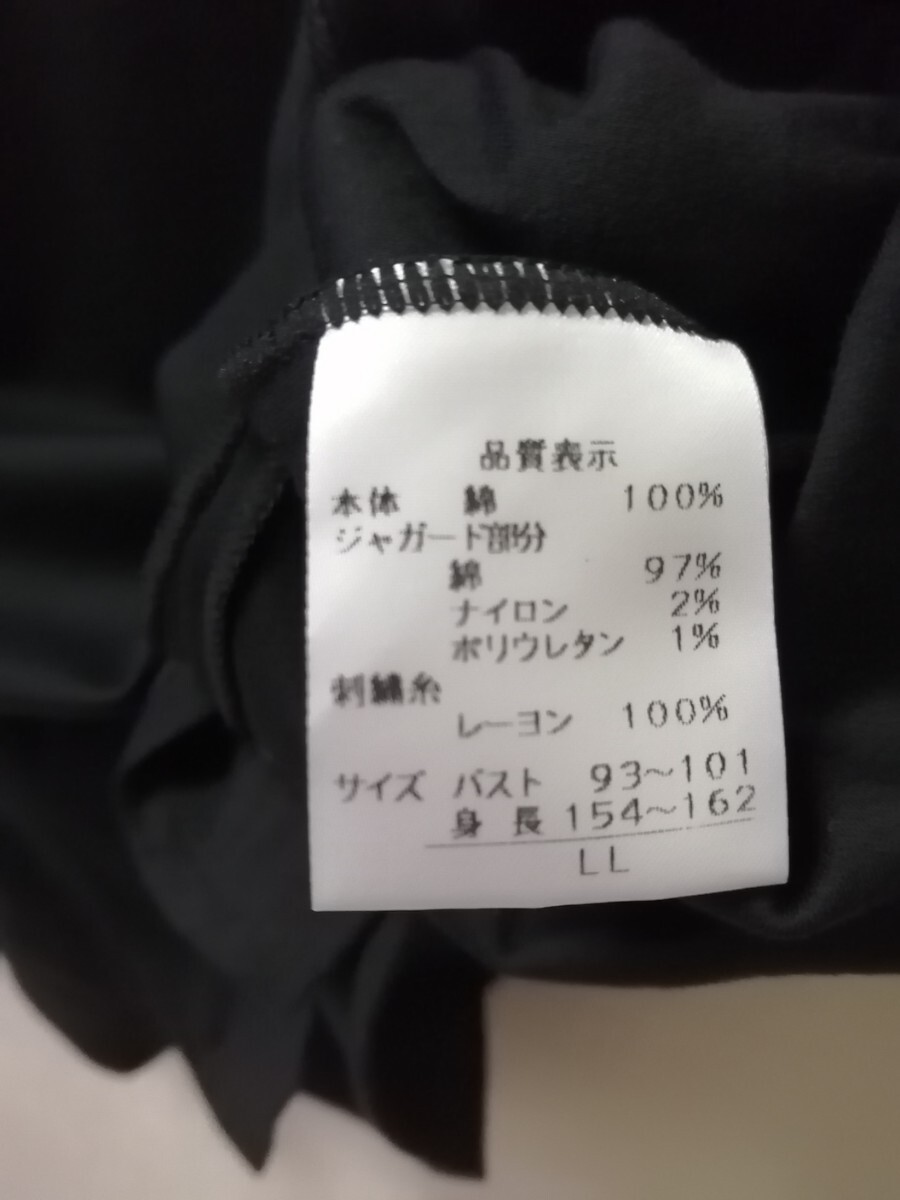 品質表示
本体 綿 100%
ジャガード部分
綿 97%
ナイロン 2%
ポリウレタン 1%
刺繍糸
レーヨン 100%
サイズ バスト 93～101
身長 154～162
LL